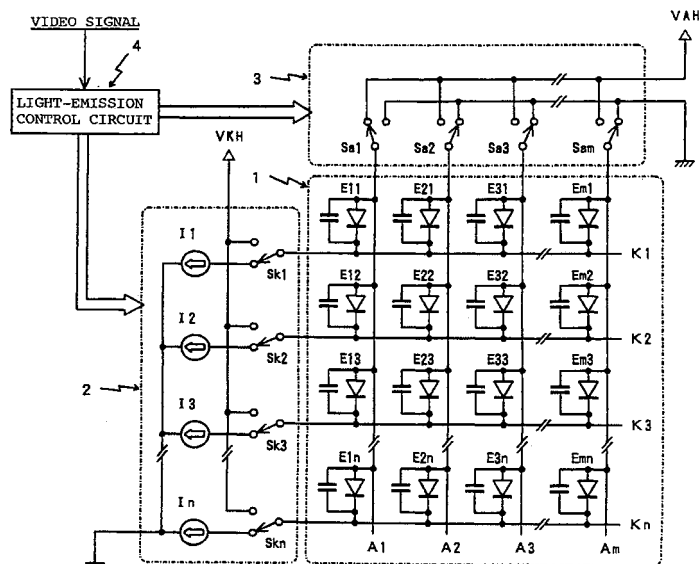 VIDEO SIGNAL
4
VAH
3
LIGHT-EMISSION
CONTROL CIRCUIT
VKH
Sa1 Sa2 Sa3 Sam
1
E11 E21 E31 Em1
I1
Sk1
K1
E12 E22 E32 Em2
I2
Sk2
K2
E13 E23 E33 Em3
2
I3
Sk3
K3
E1n E2n E3n Emn
In
Skn
Kn
A1 A2 A3 Am